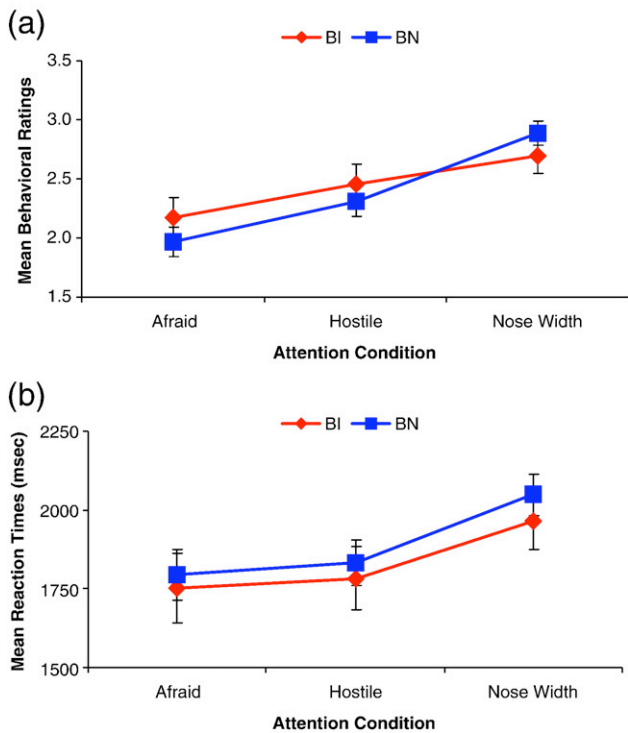 (a)
BI BN
3.5
3.0
2.5
2.0
1.5
Mean Behavioral Ratings
Afraid Hostile Nose Width
Attention Condition
(b)
BI BN
2250
2000
1750
1500
Mean Reaction Times (msec)
Afraid Hostile Nose Width
Attention Condition